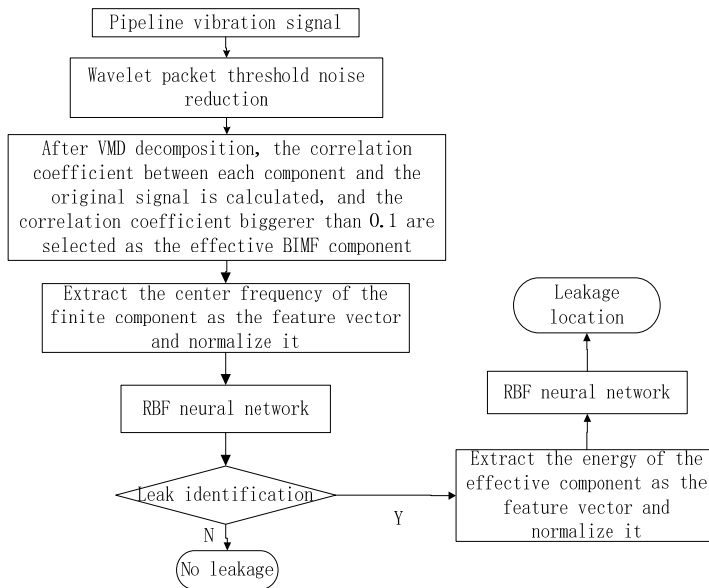 Pipeline vibration signal
Wavelet packet threshold noise
reduction
After VMD decomposition, the correlation
coefficient between each component and the
original signal is calculated, and the
correlation coefficient biggerer than 0.1 are
selected as the effective BIMF component
Extract the center frequency of the
finite component as the feature vector
and normalize it
RBF neural network
Leak identification
N
No leakage
Y
Extract the energy of the
effective component as the
feature vector and
normalize it
RBF neural network
Leakage
location